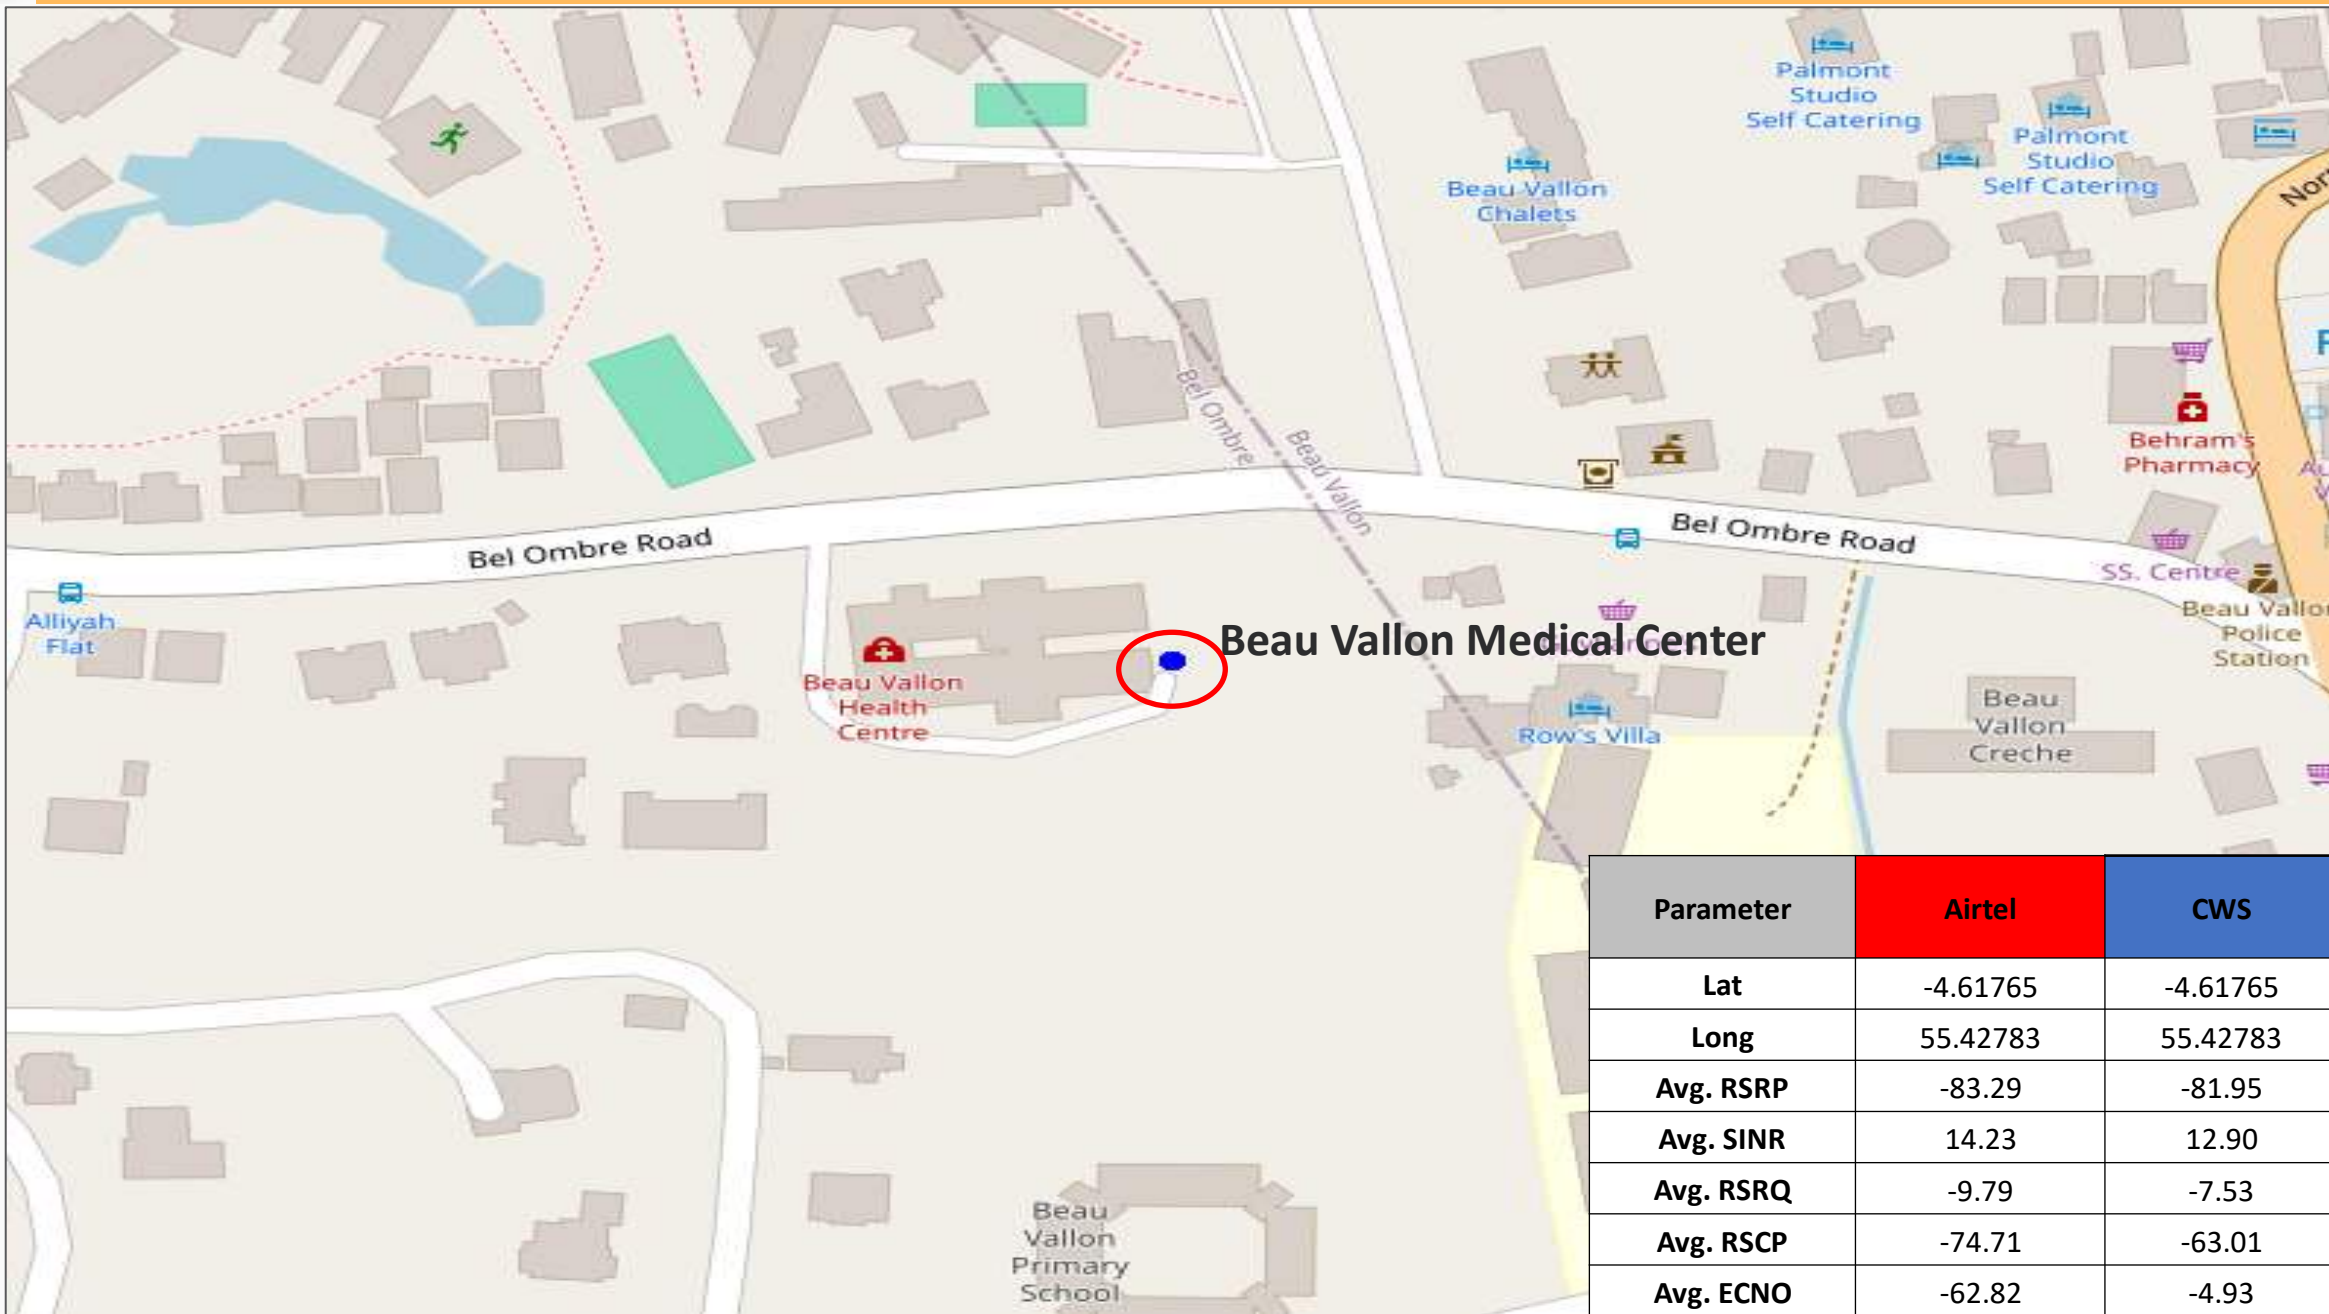 Palmont
Studio
Self Catering
Palmont
Studio
Self Catering
Beau Vallon
Chalets
Bel Ombre
Beau Vallon
Behram's
Pharmacy
Bel Ombre Road
Bel Ombre Road
SS. Centre
Alliyah
Flat
Beau Vallon Medical Center
Police
Station
Beau Vallon
Health
Centre
Row's Villa
Beau
Vallon
Creche
Beau
Vallon
Primary
School
Parameter Airtel CWS
Lat -4.61765 -4.61765
Long 55.42783 55.42783
Avg. RSRP -83.29 -81.95
Avg. SINR 14.23 12.90
Avg. RSRQ -9.79 -7.53
Avg. RSCP -74.71 -63.01
Avg. ECNO -62.82 -4.93